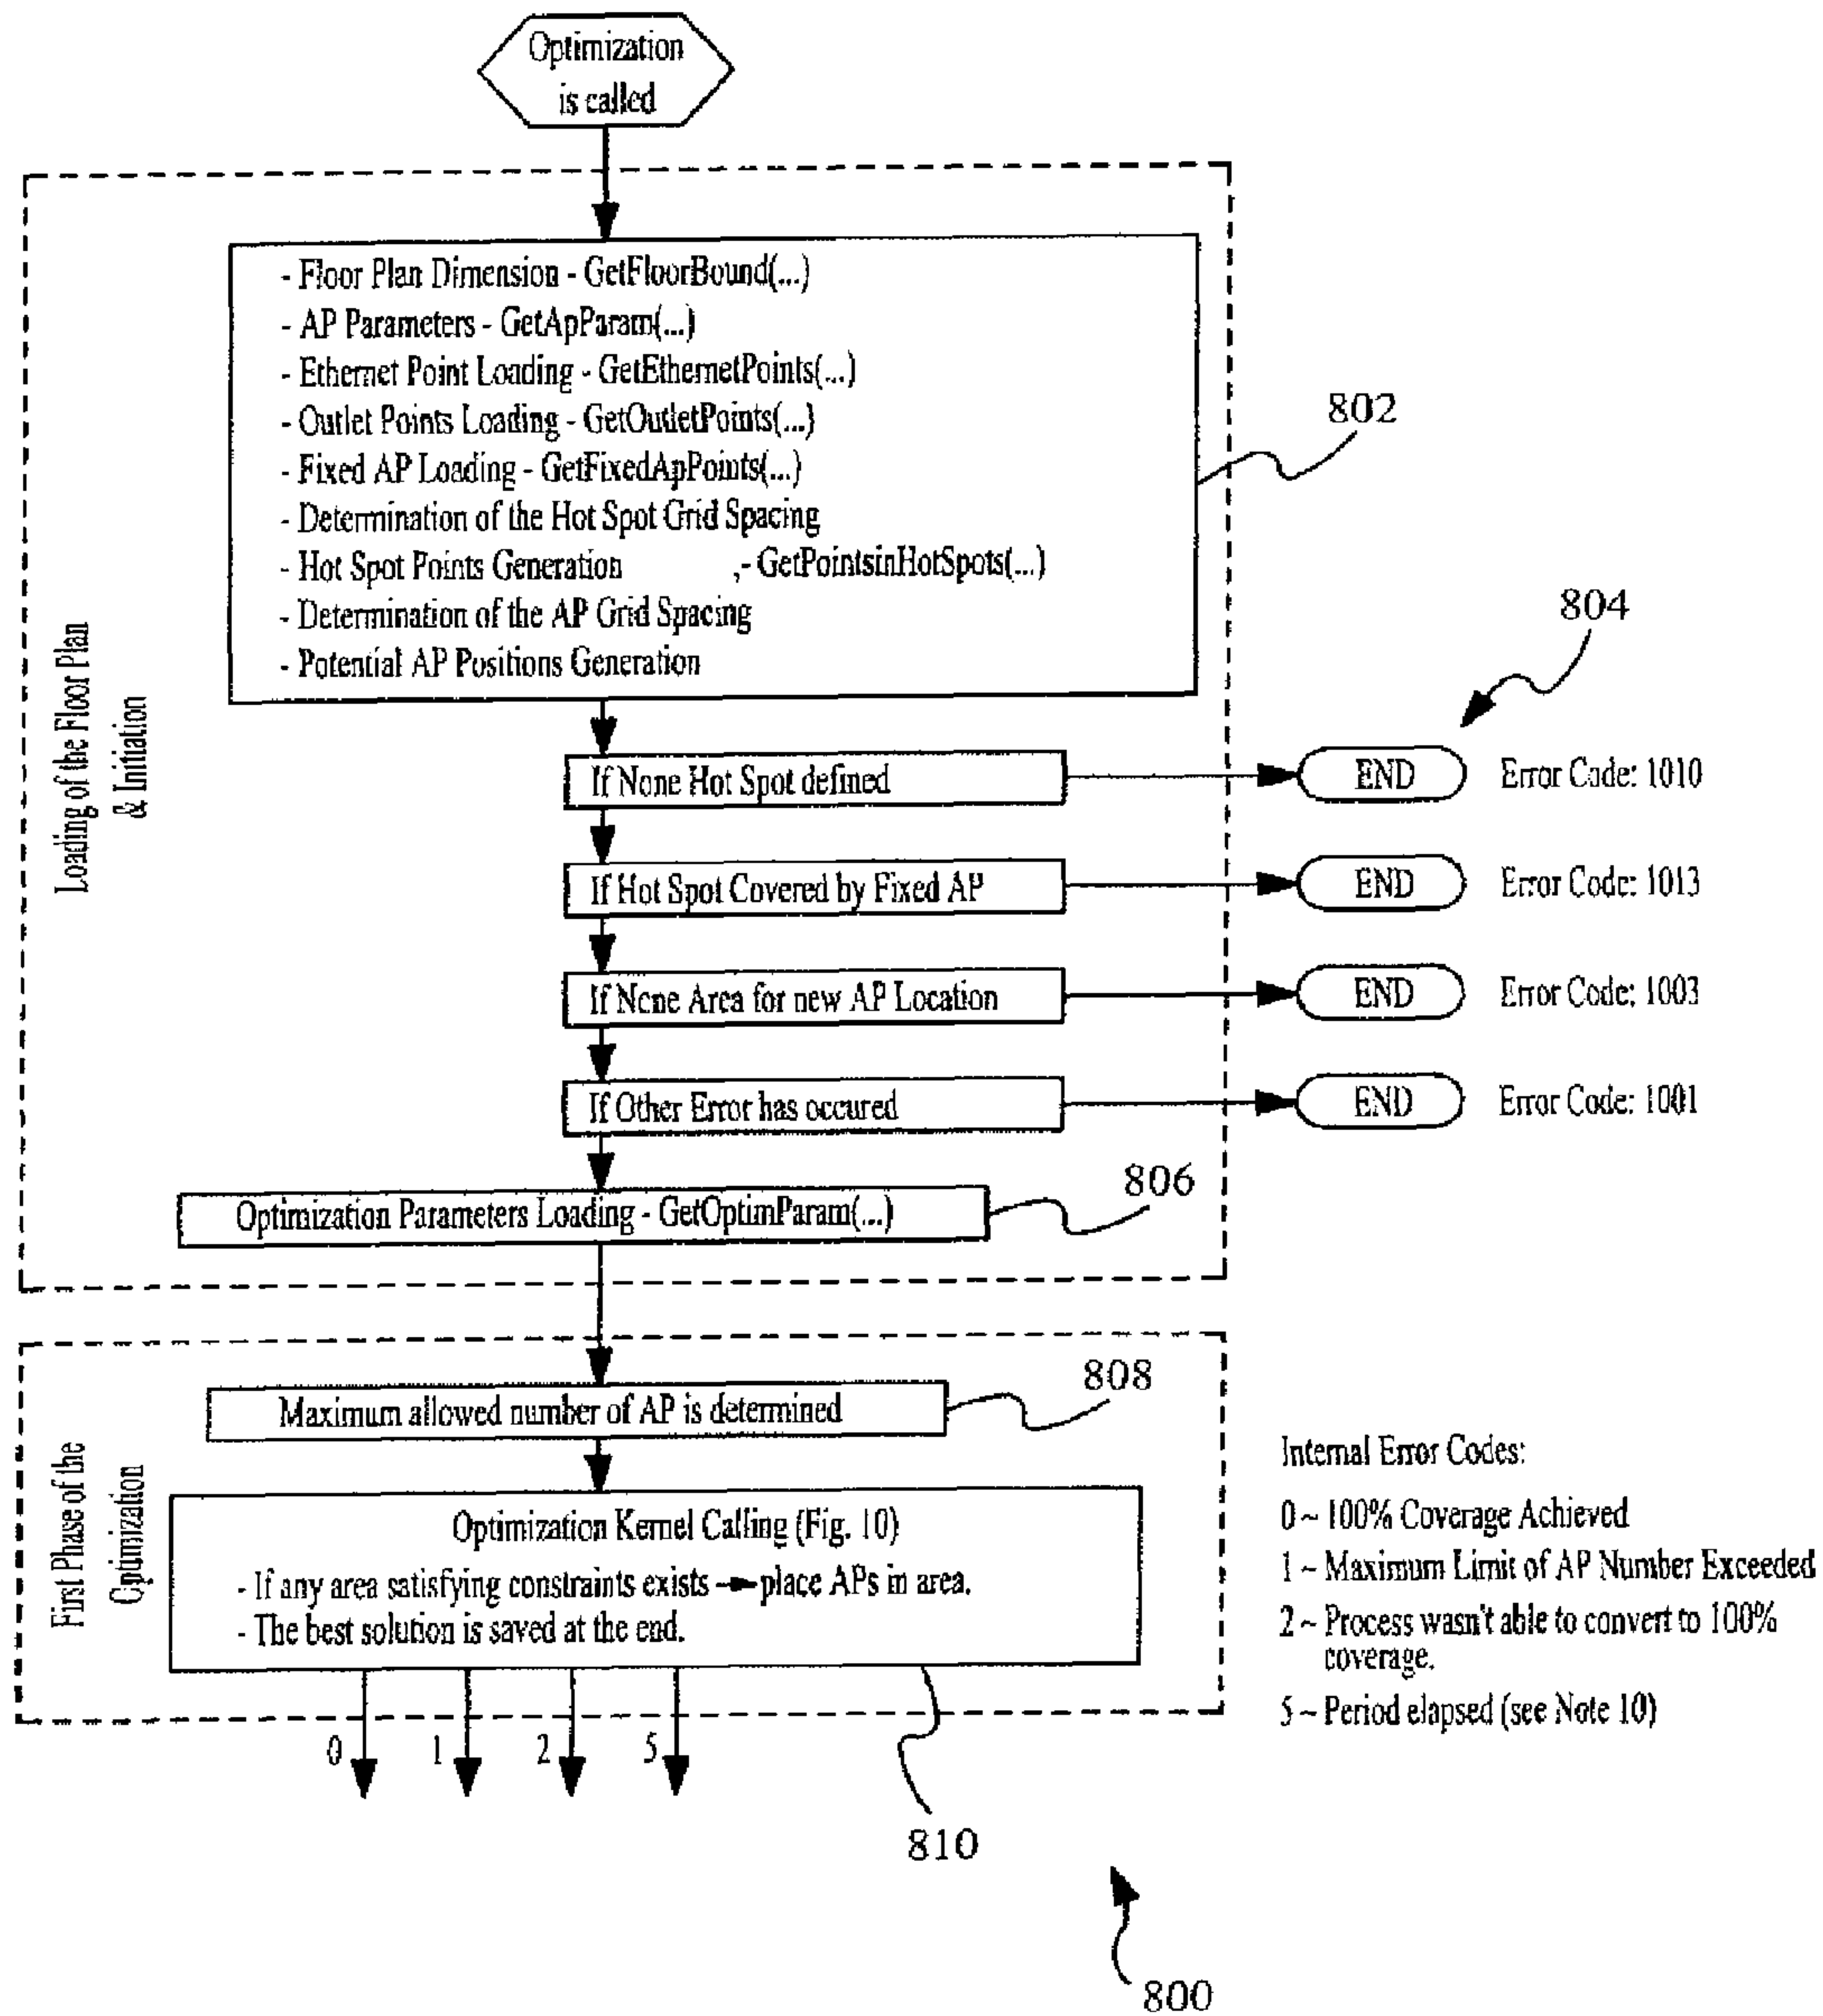 Optimization
is called
- Floor Plan Dimension - GetFloorBound(...)
- AP Parameters - GetApParam(...)
- Ethernet Point Loading - GetEthernetPoints(...)
- Outlet Points Loading - GetOutletPoints(...)
- Fixed AP Loading - GetFixedApPoints(...)
- Determination of the Hot Spot Grid Spacing
- Hot Spot Points Generation ,- GetPointsinHotSpots(...)
- Determination of the AP Grid Spacing
- Potential AP Positions Generation
802
804
Loading of the Floor Plan
& Initiation
If None Hot Spot defined
END
Error Code: 1010
If Hot Spot Covered by Fixed AP
END
Error Code: 1013
If None Area for new AP Location
END
Error Code: 1003
If Other Error has occured
END
Error Code: 1001
Optimization Parameters Loading - GetOptimParam(...)
806
First Phase of the
Optimization
Maximum allowed number of AP is determined
808
Optimization Kernel Calling (Fig. 10)
- If any area satisfying constraints exists → place APs in area.
- The best solution is saved at the end.
0
1
2
5
810
Internal Error Codes:
0 ~ 100% Coverage Achieved
1 ~ Maximum Limit of AP Number Exceeded
2 ~ Process wasn't able to convert to 100%
coverage.
5 ~ Period elapsed (see Note 10)
800